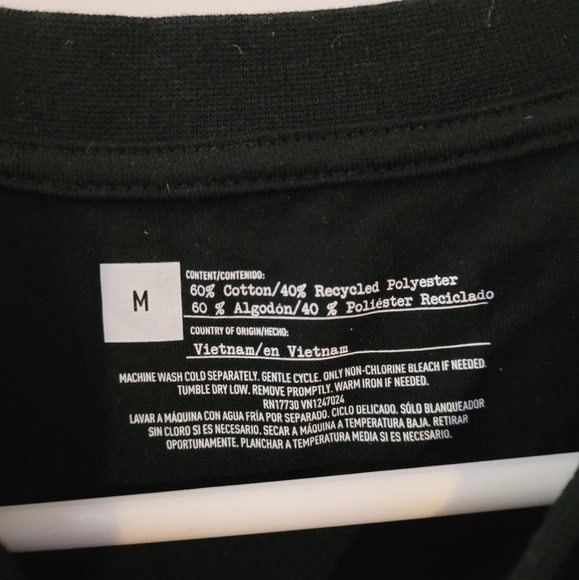 M
CONTENT/CONTENIDO:
60% Cotton/40% Recycled Polyester
60 % Algodón/40 % Poliéster Reciclado
COUNTRY OF ORIGIN/HECHO:
Vietnam/en Vietnam
MACHINE WASH COLD SEPARATELY. GENTLE CYCLE. ONLY NON-CHLORINE BLEACH IF NEEDED.
TUMBLE DRY LOW. REMOVE PROMPTLY. WARM IRON IF NEEDED.
RN17730 VN1247024
LAVAR A MÁQUINA CON AGUA FRÍA POR SEPARADO. CICLO DELICADO. SÓLO BLANQUEADOR
SIN CLORO SI ES NECESARIO. SECAR A MÁQUINA A TEMPERATURA BAJA. RETIRAR
OPORTUNAMENTE. PLANCHAR A TEMPERATURA MEDIA SI ES NECESARIO.